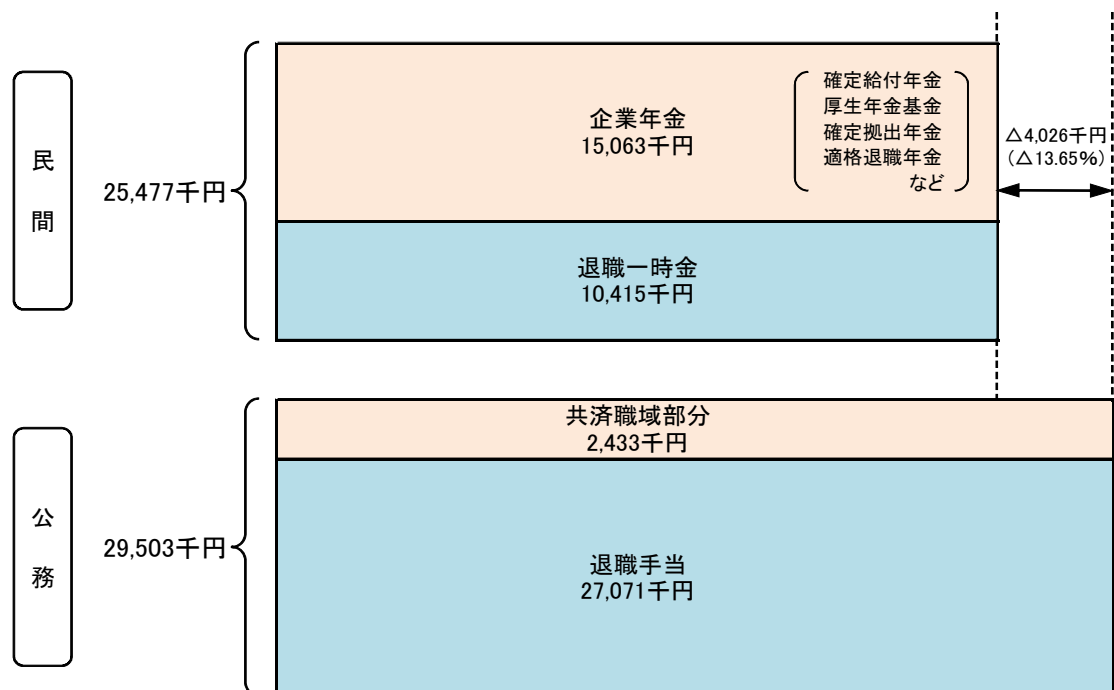 民間
25,477千円
企業年金
15,063千円
確定給付年金
厚生年金基金
確定拠出年金
適格退職年金
など
△4,026千円
(△13.65%)
退職一時金
10,415千円
公務
29,503千円
共済職域部分
2,433千円
退職手当
27,071千円